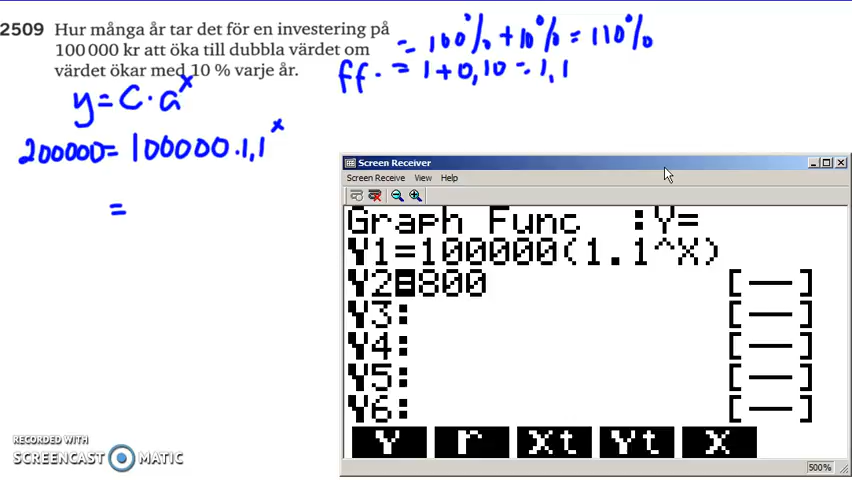 2509 Hur många år tar det för en investering på
100 000 kr att öka till dubbla värdet om
värdet ökar med 10 % varje år.
= 100% + 10% = 110%
ff. = 1 + 0,10 = 1,1
y = C · a^x
200000 = 100000 · 1,1^x
=
Screen Receiver
Screen Receive View Help
Graph Func :Y=
Y1=100000(1.1^X)
Y2=800 [—]
Y3: [—]
Y4: [—]
Y5: [—]
Y6: [—]
Y r Xt Yt X
500%
RECORDED WITH
SCREENCAST MATIC